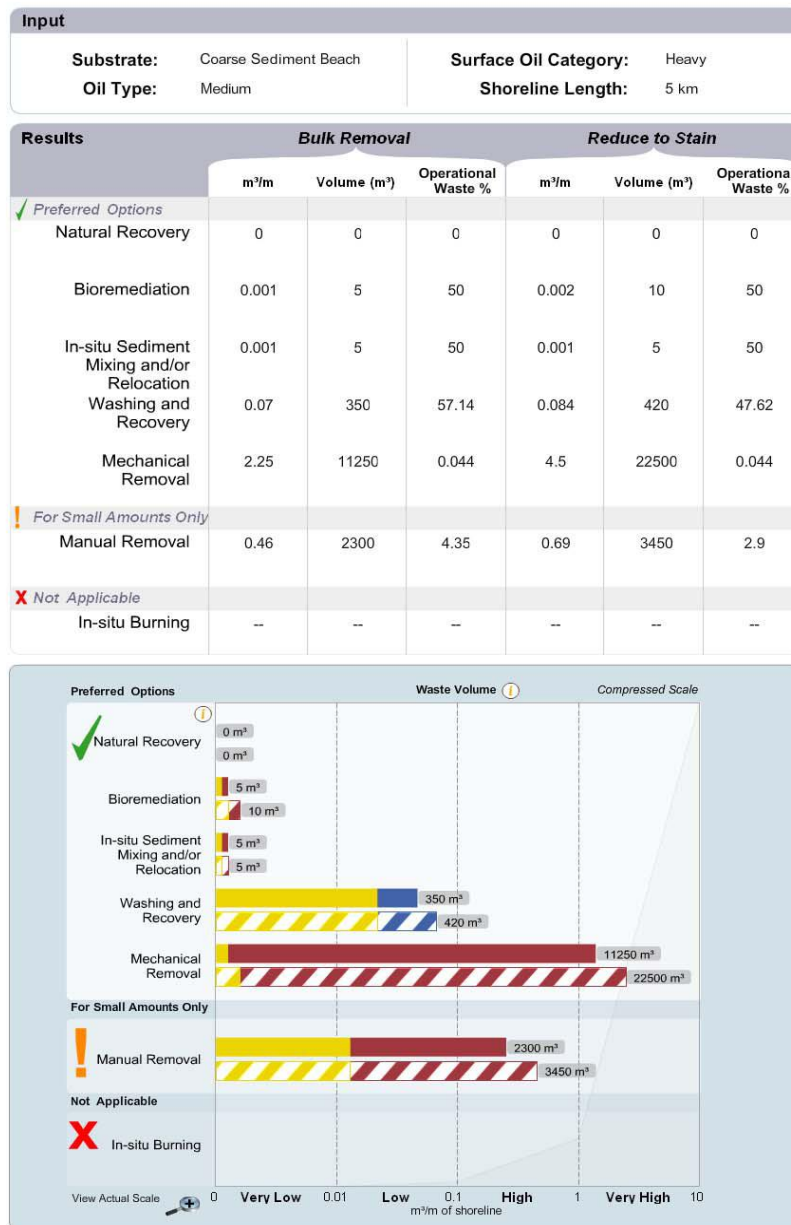 Input
Substrate: Coarse Sediment Beach Surface Oil Category: Heavy
Oil Type: Medium Shoreline Length: 5 km
Results Bulk Removal Reduce to Stain
m³/m Volume (m³) Operational Waste % m³/m Volume (m³) Operationa Waste %
Preferred Options
Natural Recovery 0 0 0 0 0 0
Bioremediation 0.001 5 50 0.002 10 50
In-situ Sediment Mixing and/or Relocation 0.001 5 50 0.001 5 50
Washing and Recovery 0.07 350 57.14 0.084 420 47.62
Mechanical Removal 2.25 11250 0.044 4.5 22500 0.044
! For Small Amounts Only
Manual Removal 0.46 2300 4.35 0.69 3450 2.9
X Not Applicable
In-situ Burning -- -- -- -- -- --
Preferred Options Waste Volume i Compressed Scale
i
Natural Recovery
0 m³
0 m³
Bioremediation
5 m³
10 m³
In-situ Sediment
Mixing and/or
Relocation
5 m³
5 m³
Washing and
Recovery
350 m³
420 m³
Mechanical
Removal
11250 m³
22500 m³
For Small Amounts Only
! Manual Removal
2300 m³
3450 m³
Not Applicable
X In-situ Burning
View Actual Scale 0 Very Low 0.01 Low 0.1 High 1 Very High 10
m³/m of shoreline